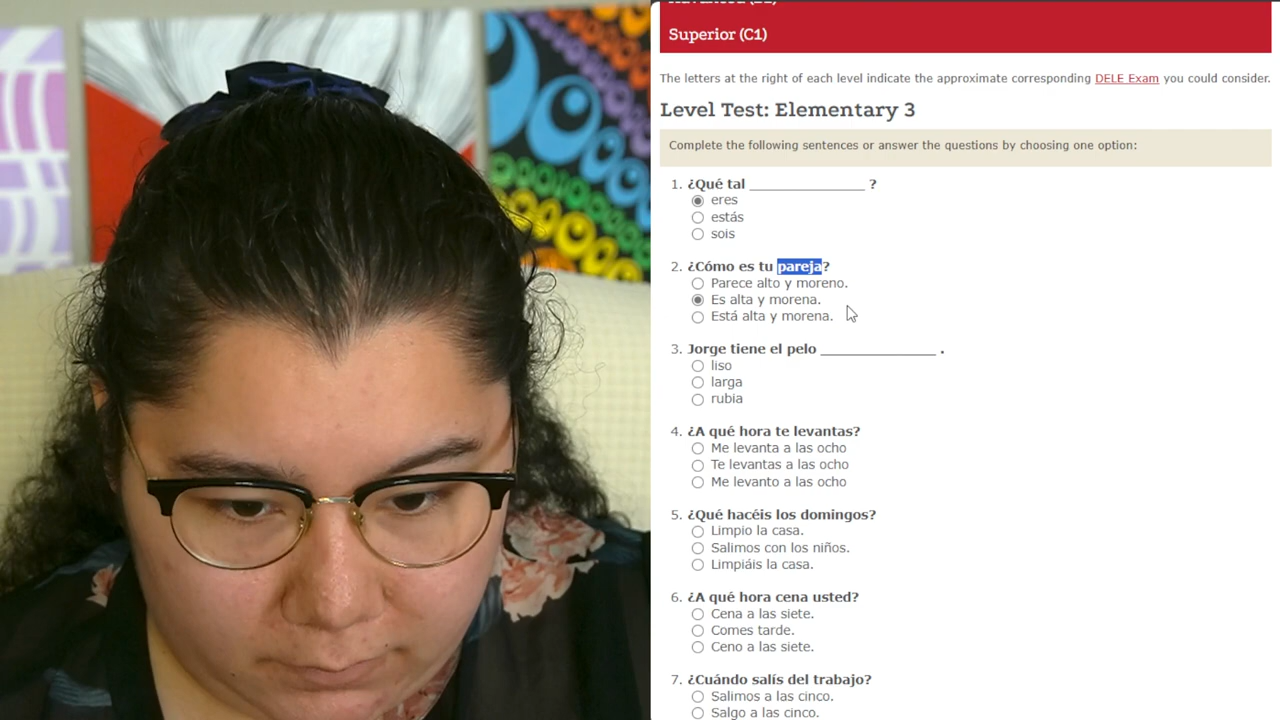 Superior (C1)
The letters at the right of each level indicate the approximate corresponding DELE Exam you could consider.
Level Test: Elementary 3
Complete the following sentences or answer the questions by choosing one option:
1. ¿Qué tal ________________ ?
eres
estás
sois
2. ¿Cómo es tu pareja?
Parece alto y moreno.
Es alta y morena.
Está alta y morena.
3. Jorge tiene el pelo ________________ .
liso
larga
rubia
4. ¿A qué hora te levantas?
Me levanta a las ocho
Te levantas a las ocho
Me levanto a las ocho
5. ¿Qué hacéis los domingos?
Limpio la casa.
Salimos con los niños.
Limpiáis la casa.
6. ¿A qué hora cena usted?
Cena a las siete.
Comes tarde.
Ceno a las siete.
7. ¿Cuándo salís del trabajo?
Salimos a las cinco.
Salgo a las cinco.